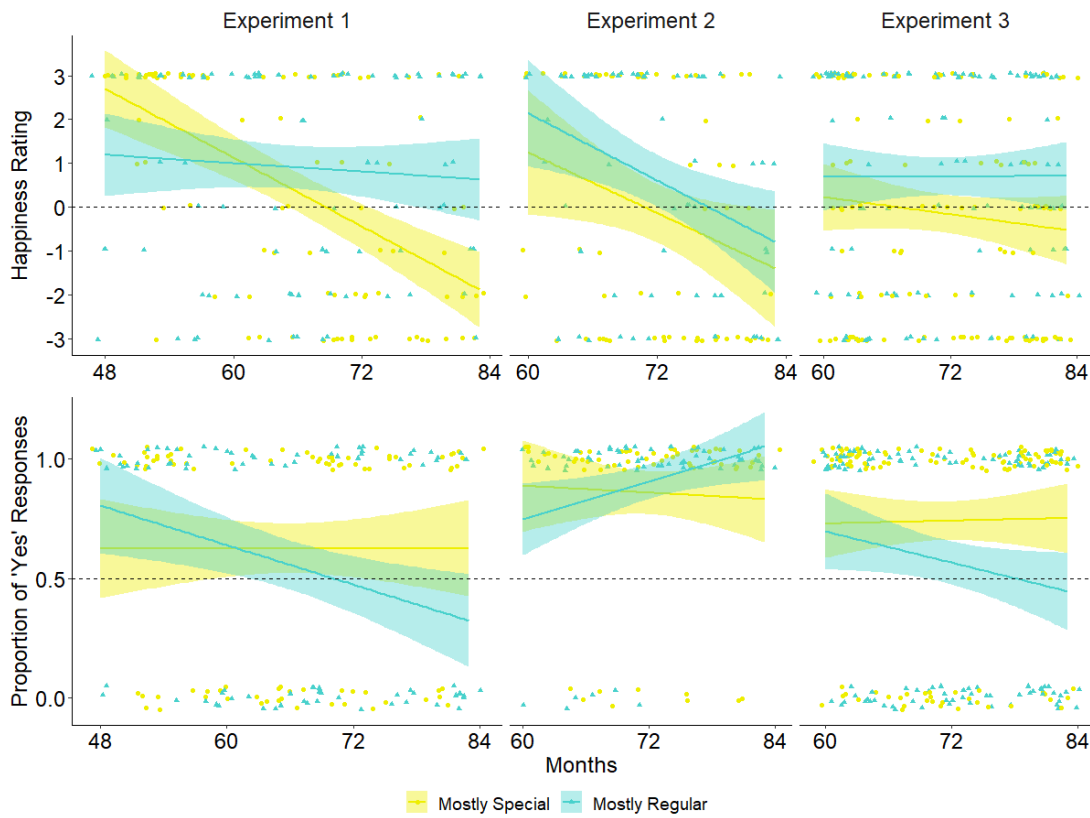 Experiment 1 Experiment 2 Experiment 3
Happiness Rating
3
2
1
0
-1
-2
-3
48 60 72 84 60 72 84 60 72 84
Proportion of 'Yes' Responses
1.0
0.5
0.0
48 60 72 84 60 72 84 60 72 84
Months
Mostly Special Mostly Regular